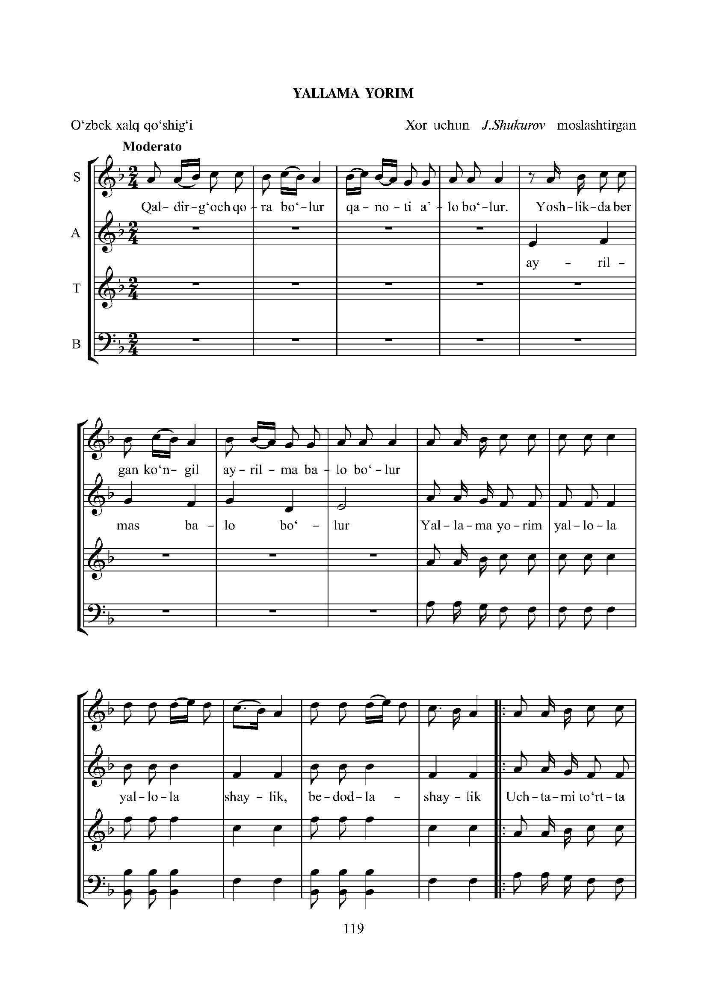 YALLAMA YORIM
O‘zbek xalq qo‘shig‘i Xor uchun J.Shukurov moslashtirgan
Moderato
S
Qal- dir- g‘och qo- ra bo‘- lur qa- no- ti a’- lo bo‘- lur. Yosh- lik- da ber
A
ay- ril-
T
B
gan ko‘n- gil ay- ril- ma ba- lo bo‘- lur
mas ba- lo bo‘- lur Yal- la- ma yo- rim yal- lo- la
yal- lo- la shay- lik, be- dod- la- shay- lik Uch- ta- mi to‘rt- ta
119